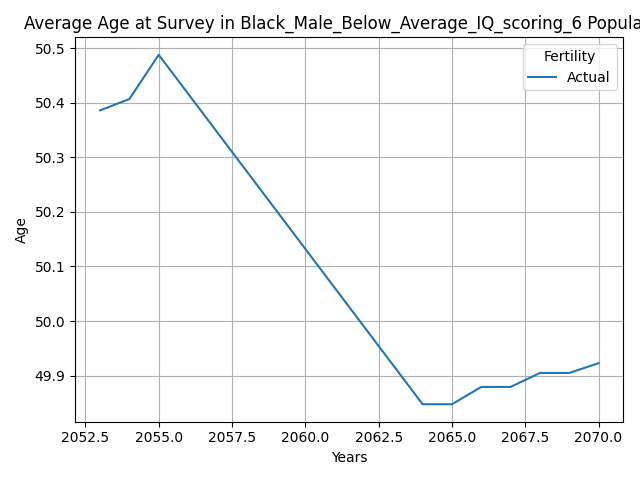 Average Age at Survey in Black_Male_Below_Average_IQ_scoring_6 Popula
Fertility
Actual
50.5
50.4
50.3
50.2
50.1
50.0
49.9
Age
2052.5 2055.0 2057.5 2060.0 2062.5 2065.0 2067.5 2070.0
Years